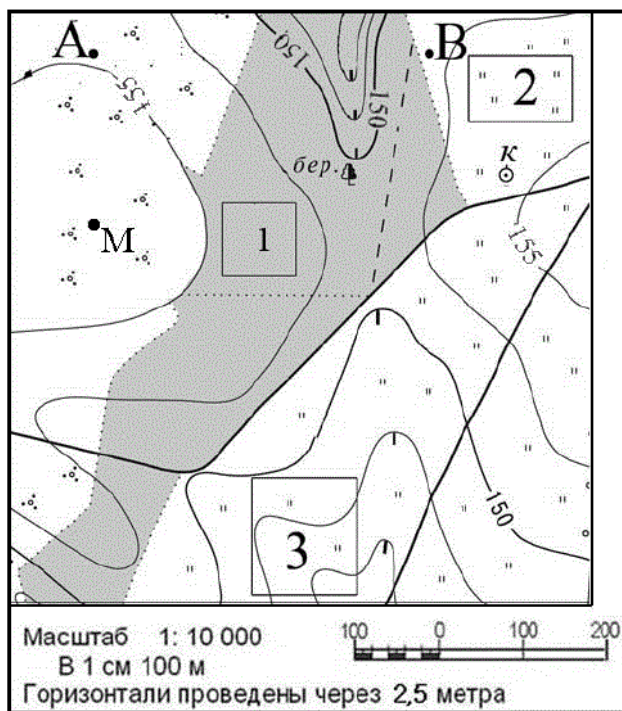 A B
150 150
2
155
бер. к
M 1
155
150
3
Масштаб 1: 10 000
В 1 см 100 м
Горизонтали проведены через 2,5 метра
100 0 100 200